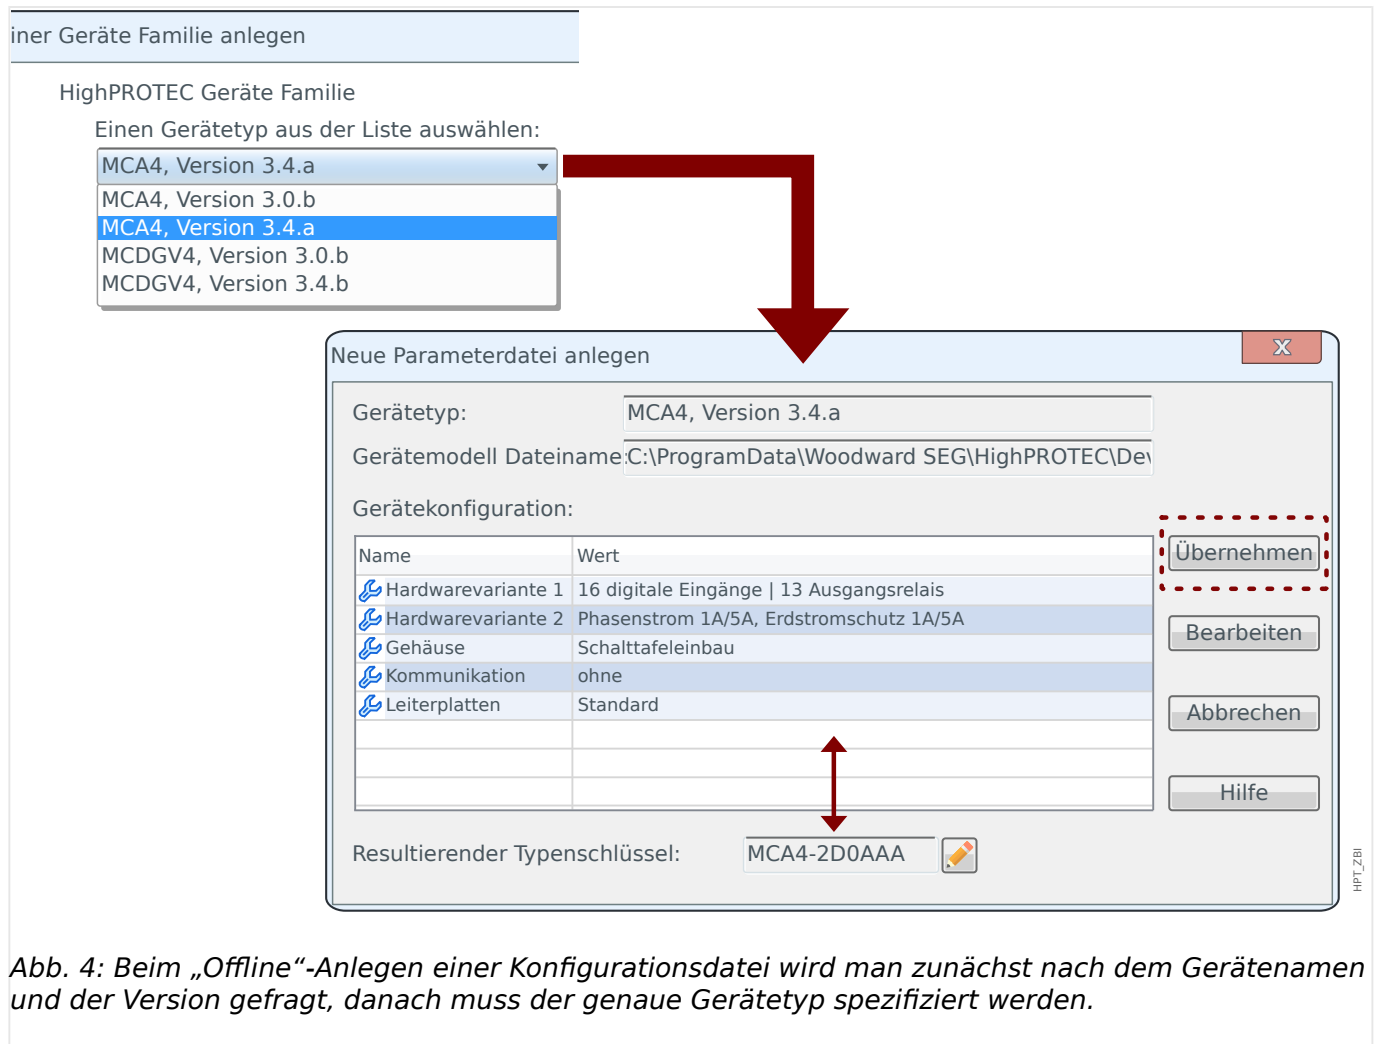 iner Geräte Familie anlegen
HighPROTEC Geräte Familie
Einen Gerätetyp aus der Liste auswählen:
MCA4, Version 3.4.a
MCA4, Version 3.0.b
MCA4, Version 3.4.a
MCDGV4, Version 3.0.b
MCDGV4, Version 3.4.b
Neue Parameterdatei anlegen
X
Gerätetyp: MCA4, Version 3.4.a
Gerätemodell Dateiname: C:\ProgramData\Woodward SEG\HighPROTEC\Dev
Gerätekonfiguration:
Name Wert
Hardwarevariante 1 16 digitale Eingänge | 13 Ausgangsrelais
Hardwarevariante 2 Phasenstrom 1A/5A, Erdstromschutz 1A/5A
Gehäuse Schalttafeleinbau
Kommunikation ohne
Leiterplatten Standard
Übernehmen
Bearbeiten
Abbrechen
Hilfe
Resultierender Typenschlüssel: MCA4-2D0AAA
HPT_ZBI
Abb. 4: Beim „Offline“-Anlegen einer Konfigurationsdatei wird man zunächst nach dem Gerätenamen
und der Version gefragt, danach muss der genaue Gerätetyp spezifiziert werden.